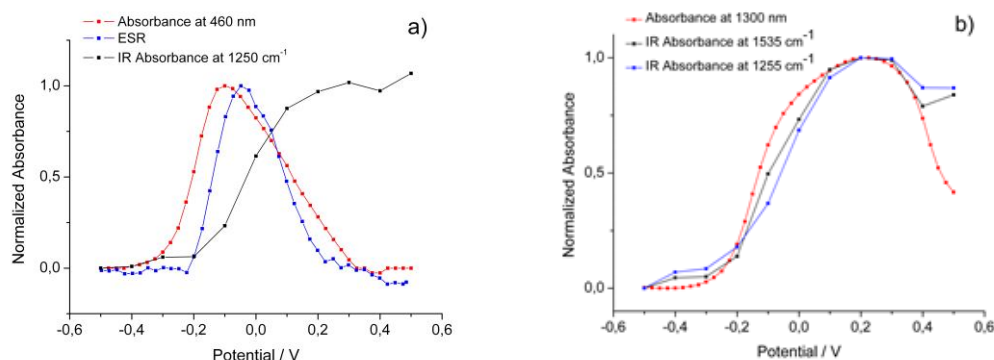 Absorbance at 460 nm
ESR
IR Absorbance at 1250 cm⁻¹
a)
Normalized Absorbance
1,0
0,5
0,0
-0,6 -0,4 -0,2 0,0 0,2 0,4 0,6
Potential / V
Absorbance at 1300 nm
IR Absorbance at 1535 cm⁻¹
IR Absorbance at 1255 cm⁻¹
b)
Normalized Absorbance
1,0
0,5
0,0
-0,6 -0,4 -0,2 0,0 0,2 0,4 0,6
Potential / V